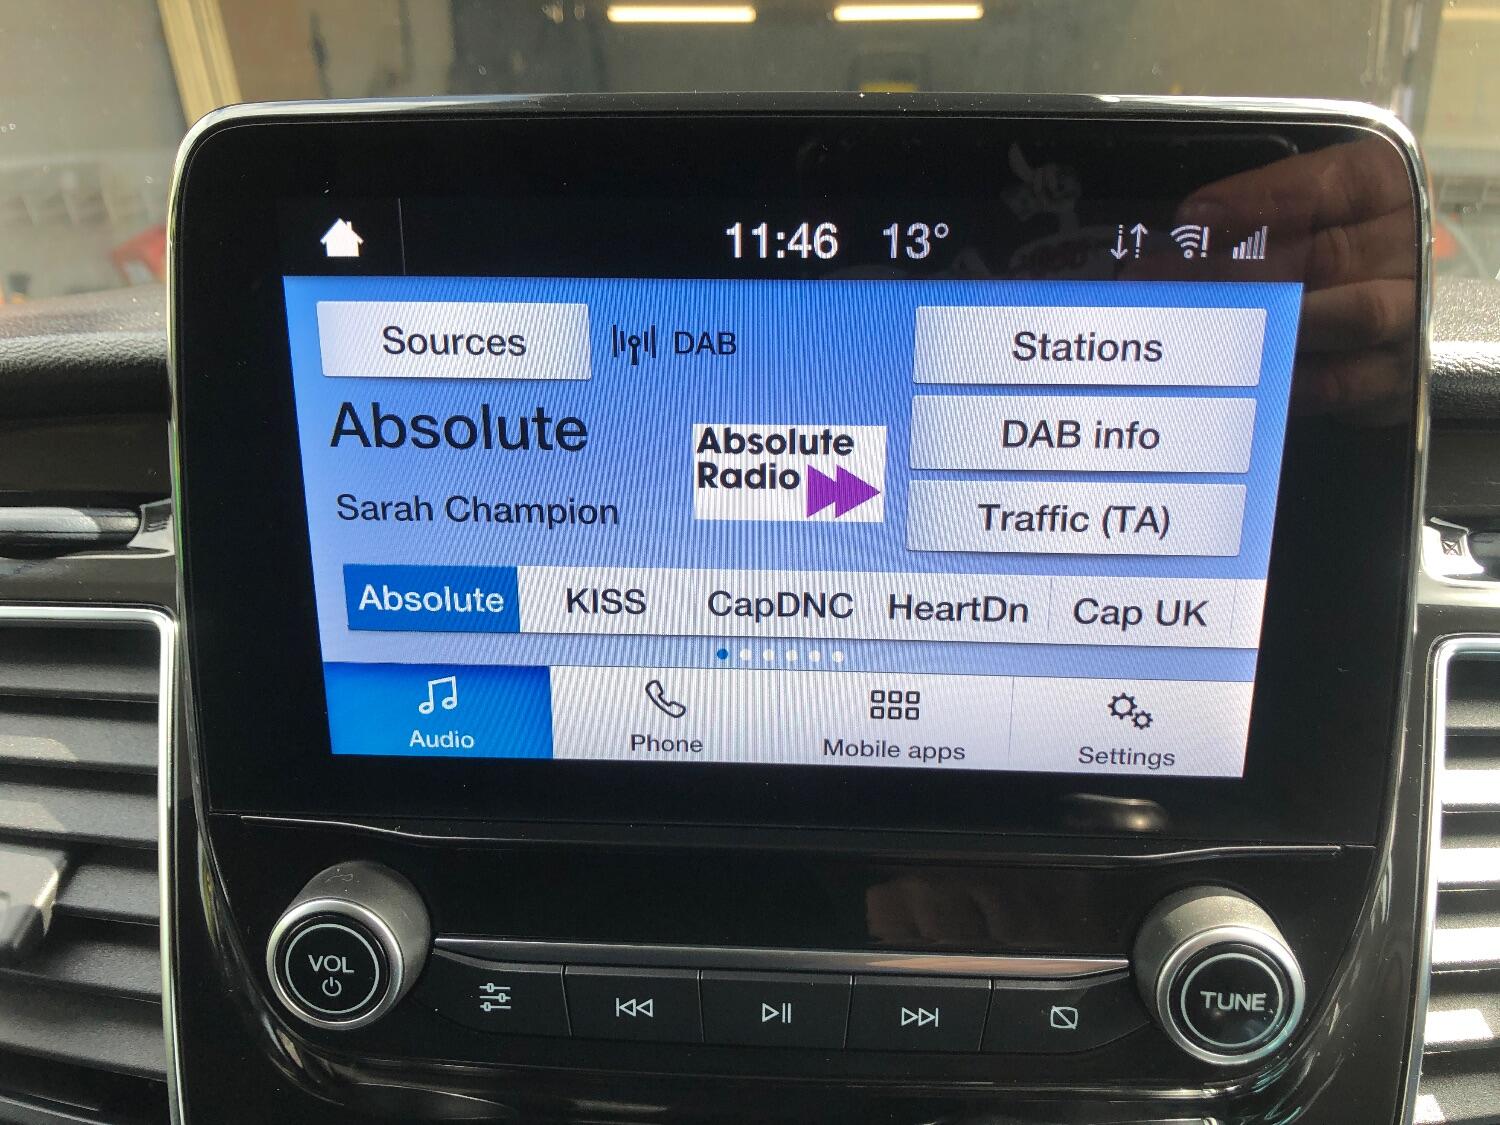 11:46 13°
Sources
DAB
Stations
Absolute
Absolute
Radio
DAB info
Sarah Champion
Traffic (TA)
Absolute KISS CapDNC HeartDn Cap UK
Audio Phone Mobile apps Settings
VOL
TUNE